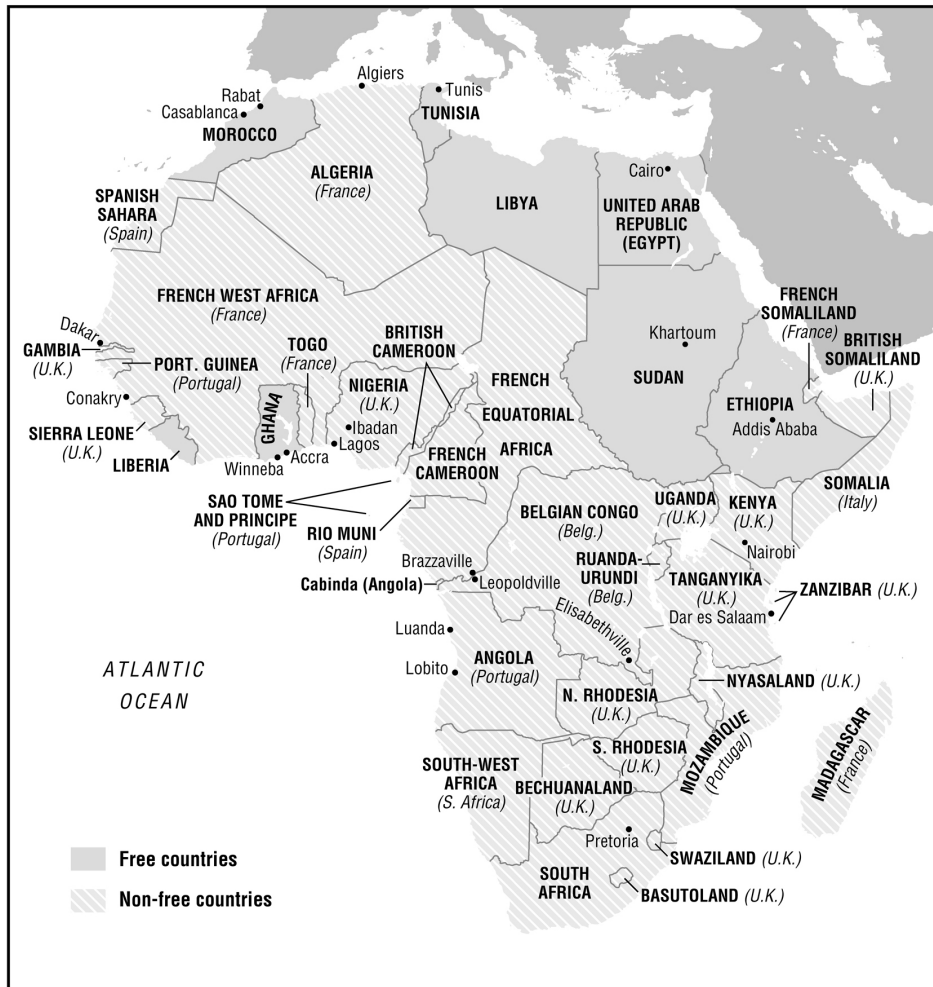 Algiers
Tunis
Rabat
Casablanca
MOROCCO
TUNISIA
ALGERIA
(France)
Cairo
SPANISH
SAHARA
(Spain)
LIBYA
UNITED ARAB
REPUBLIC
(EGYPT)
FRENCH WEST AFRICA
(France)
FRENCH
SOMALILAND
(France)
BRITISH
SOMALILAND
(U.K.)
Dakar
GAMBIA
(U.K.)
PORT. GUINEA
(Portugal)
TOGO
(France)
BRITISH
CAMEROON
Khartoum
SUDAN
NIGERIA
(U.K.)
FRENCH
EQUATORIAL
AFRICA
Conakry
GHANA
ETHIOPIA
Addis Ababa
Ibadan
Lagos
SIERRA LEONE
(U.K.)
LIBERIA
Winneba
Accra
FRENCH
CAMEROON
SOMALIA
(Italy)
SAO TOME
AND PRINCIPE
(Portugal)
RIO MUNI
(Spain)
BELGIAN CONGO
(Belg.)
UGANDA
(U.K.)
KENYA
(U.K.)
Nairobi
Brazzaville
Leopoldville
Cabinda (Angola)
RUANDA-
URUNDI
(Belg.)
TANGANYIKA
(U.K.)
Dar es Salaam
ZANZIBAR (U.K.)
Elisabethville
Luanda
Lobito
ANGOLA
(Portugal)
ATLANTIC
OCEAN
N. RHODESIA
(U.K.)
NYASALAND (U.K.)
S. RHODESIA
(U.K.)
MOZAMBIQUE
(Portugal)
MADAGASCAR
(France)
SOUTH-WEST
AFRICA
(S. Africa)
BECHUANALAND
(U.K.)
Pretoria
SWAZILAND (U.K.)
SOUTH
AFRICA
BASUTOLAND (U.K.)
Free countries
Non-free countries